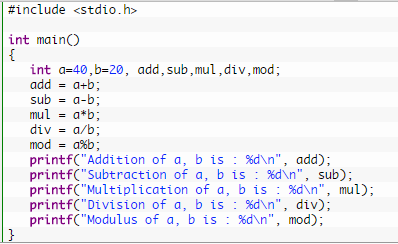 #include <stdio.h>
int main()
{
int a=40,b=20, add,sub,mul,div,mod;
add = a+b;
sub = a-b;
mul = a*b;
div = a/b;
mod = a%b;
printf("Addition of a, b is : %d\n", add);
printf("Subtraction of a, b is : %d\n", sub);
printf("Multiplication of a, b is : %d\n", mul);
printf("Division of a, b is : %d\n", div);
printf("Modulus of a, b is : %d\n", mod);
}